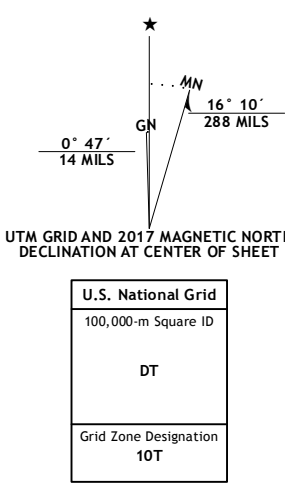 MN
16° 10´
288 MILS
GN
0° 47´
14 MILS
UTM GRID AND 2017 MAGNETIC NORTH
DECLINATION AT CENTER OF SHEET
U.S. National Grid
100,000-m Square ID
DT
Grid Zone Designation
10T